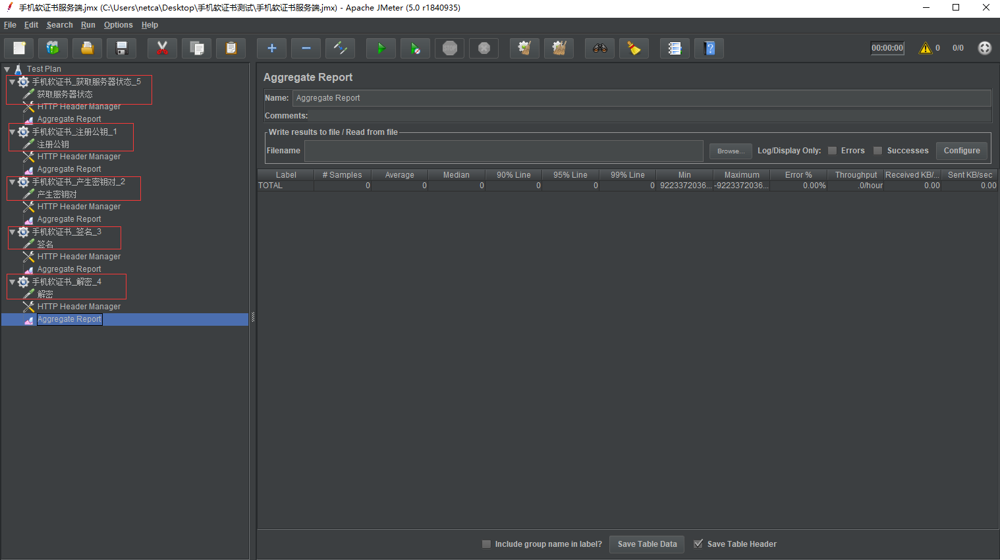 手机软证书服务端.jmx (C:\Users\netca\Desktop\手机软证书测试\手机软证书服务端.jmx) - Apache JMeter (5.0 r1840935)
File Edit Search Run Options Help
STOP
00:00:00 0 0/0
Test Plan
手机软证书_获取服务器状态_5
获取服务器状态
HTTP Header Manager
Aggregate Report
手机软证书_注册公钥_1
注册公钥
HTTP Header Manager
Aggregate Report
手机软证书_产生密钥对_2
产生密钥对
HTTP Header Manager
Aggregate Report
手机软证书_签名_3
签名
HTTP Header Manager
Aggregate Report
手机软证书_解密_4
解密
HTTP Header Manager
Aggregate Report
Aggregate Report
Name: Aggregate Report
Comments:
Write results to file / Read from file
Filename Browse... Log/Display Only: Errors Successes Configure
Label # Samples Average Median 90% Line 95% Line 99% Line Min Maximum Error % Throughput Received KB/... Sent KB/sec
TOTAL 0 0 0 0 0 0 9223372036... -9223372036... 0.00% .0/hour 0.00 0.00
Include group name in label? Save Table Data Save Table Header